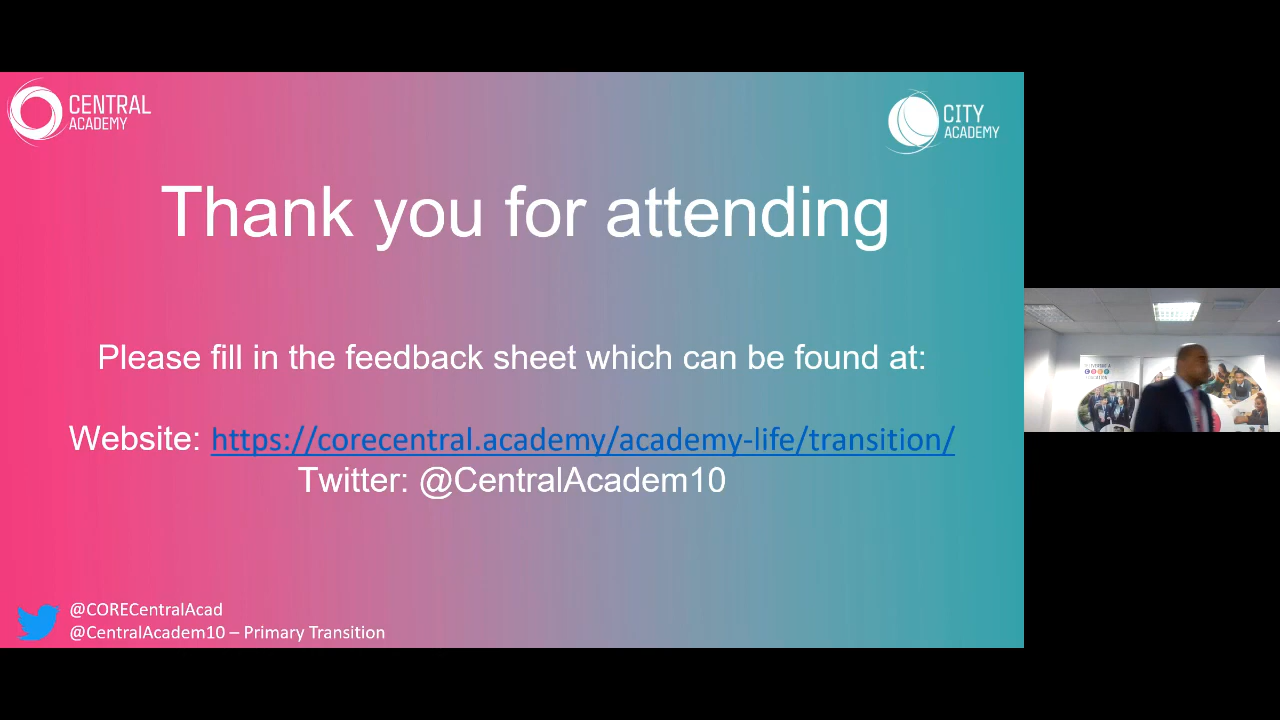 CENTRAL
ACADEMY
CITY
ACADEMY
Thank you for attending
Please fill in the feedback sheet which can be found at:
Website: https://corecentral.academy/academy-life/transition/
Twitter: @CentralAcadem10
@CORECentralAcad
@CentralAcadem10 – Primary Transition